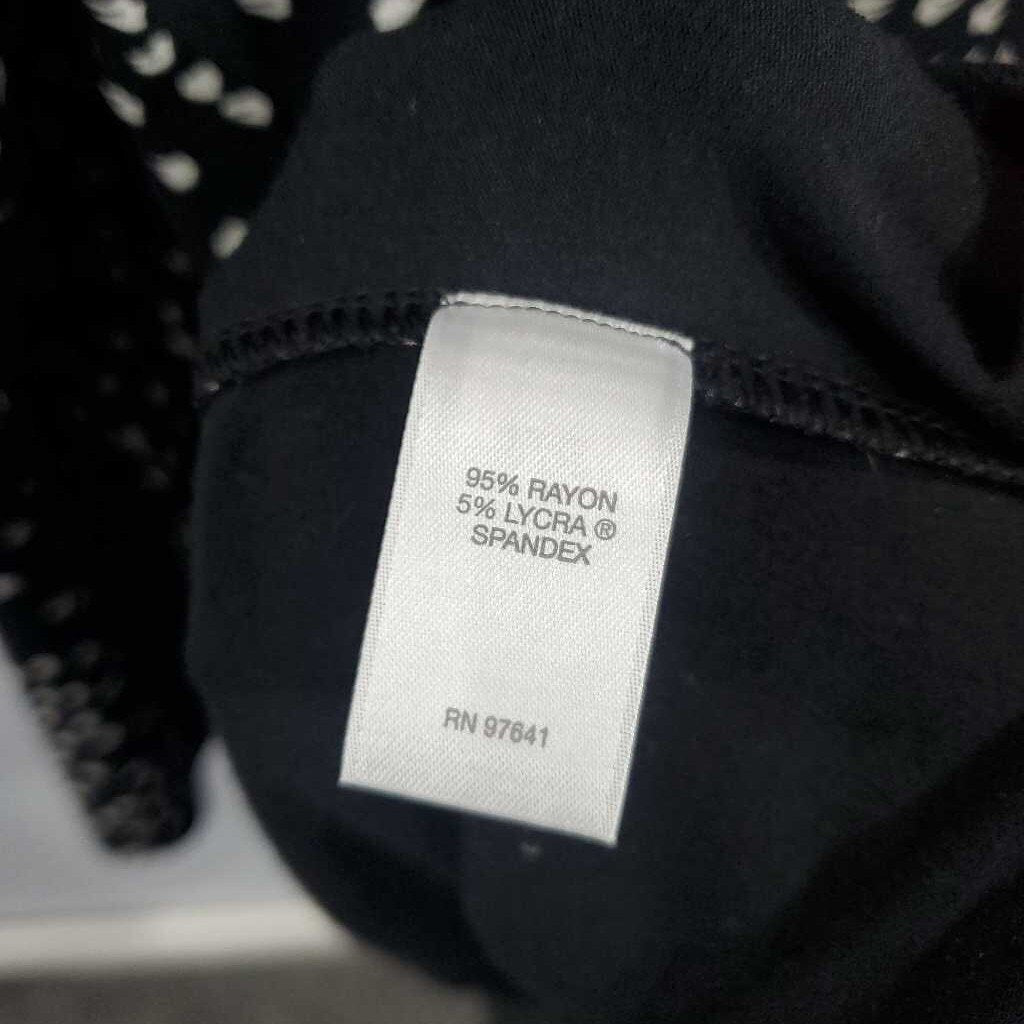 95% RAYON
5% LYCRA ®
SPANDEX
RN 97641